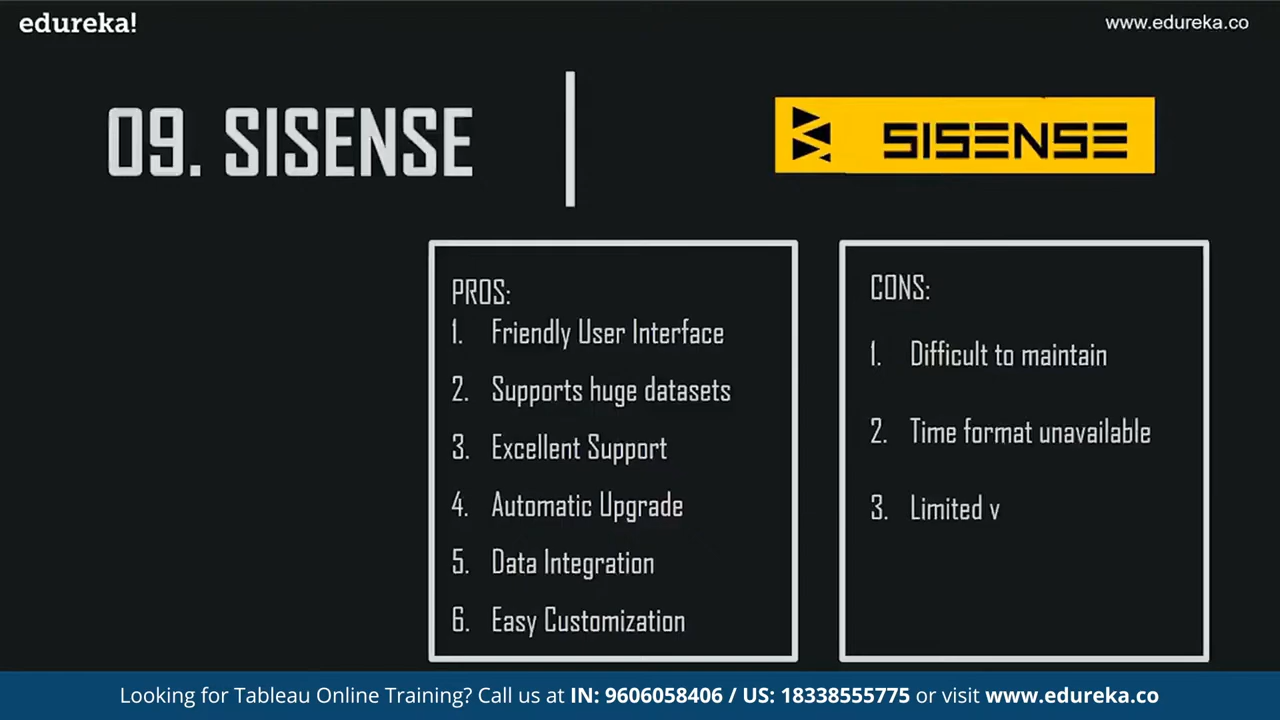 edureka!
www.edureka.co
09. SISENSE
SISENSE
PROS:
1. Friendly User Interface
2. Supports huge datasets
3. Excellent Support
4. Automatic Upgrade
5. Data Integration
6. Easy Customization
CONS:
1. Difficult to maintain
2. Time format unavailable
3. Limited v
Looking for Tableau Online Training? Call us at IN: 9606058406 / US: 18338555775 or visit www.edureka.co